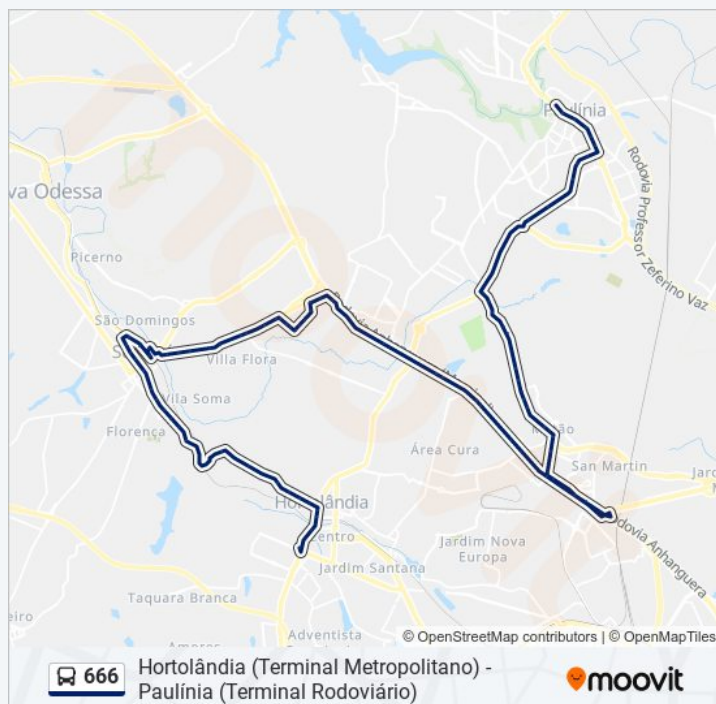 Paulínia
va Odessa
Rodovia Professor Zeferino Vaz
Picerno
São Domingos
Villa Flora
Vila Soma
Florença
Área Cura
San Martin
Hortolândia
Centro
Jardim Nova
Europa
Rodovia Anhanguera
Jardim Santana
Taquara Branca
Adventista
© OpenStreetMap contributors | © OpenMapTiles
666
Hortolândia (Terminal Metropolitano) -
Paulínia (Terminal Rodoviário)
moovit